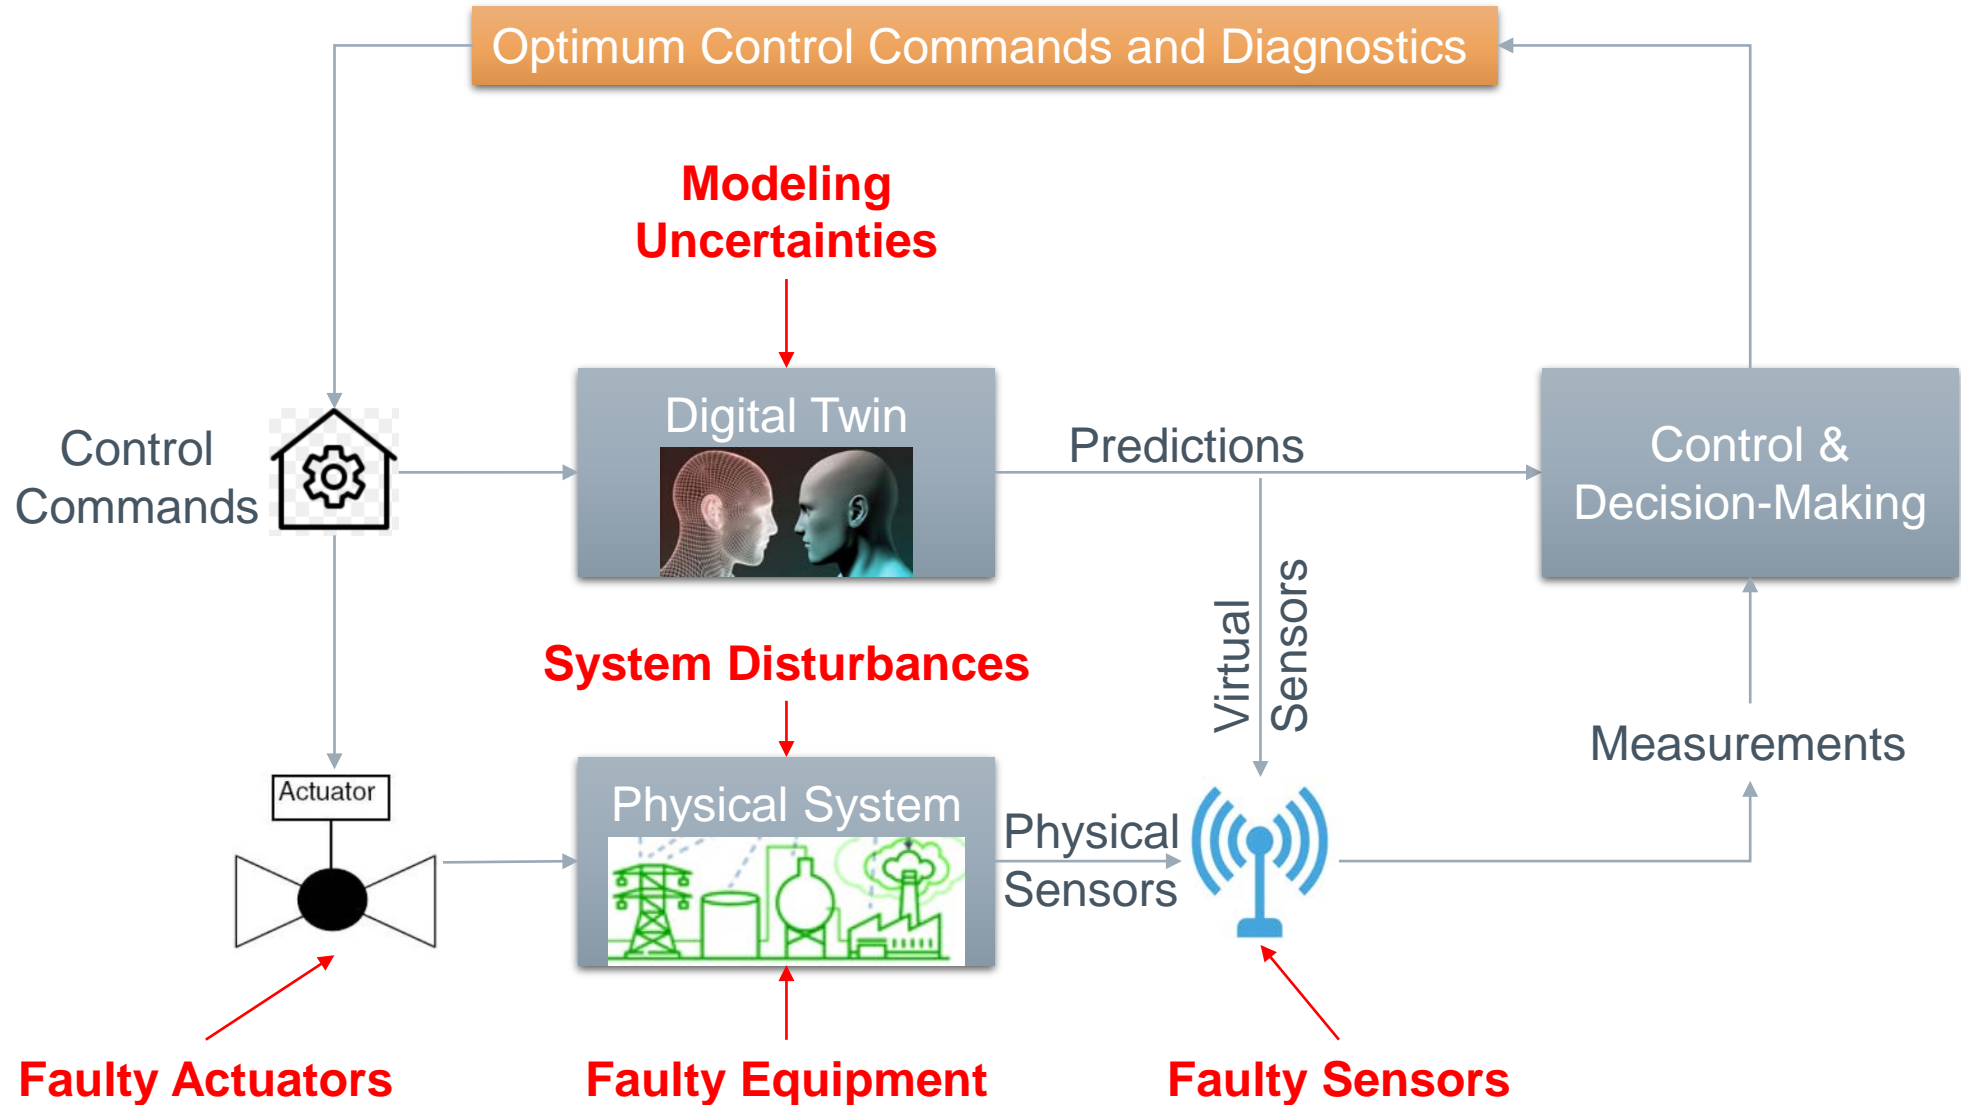 Optimum Control Commands and Diagnostics
Modeling
Uncertainties
Digital Twin
Control
Commands
Predictions
Control &
Decision-Making
Virtual
Sensors
System Disturbances
Measurements
Actuator
Physical System
Physical
Sensors
Faulty Actuators
Faulty Equipment
Faulty Sensors